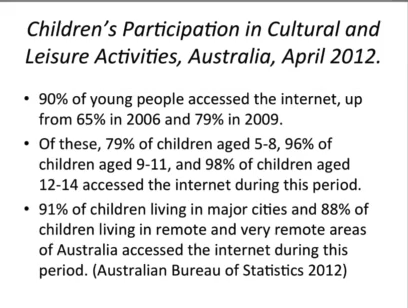 Children’s Participation in Cultural and
Leisure Activities, Australia, April 2012.
• 90% of young people accessed the internet, up
from 65% in 2006 and 79% in 2009.
• Of these, 79% of children aged 5-8, 96% of
children aged 9-11, and 98% of children aged
12-14 accessed the internet during this period.
• 91% of children living in major cities and 88% of
children living in remote and very remote areas
of Australia accessed the internet during this
period. (Australian Bureau of Statistics 2012)